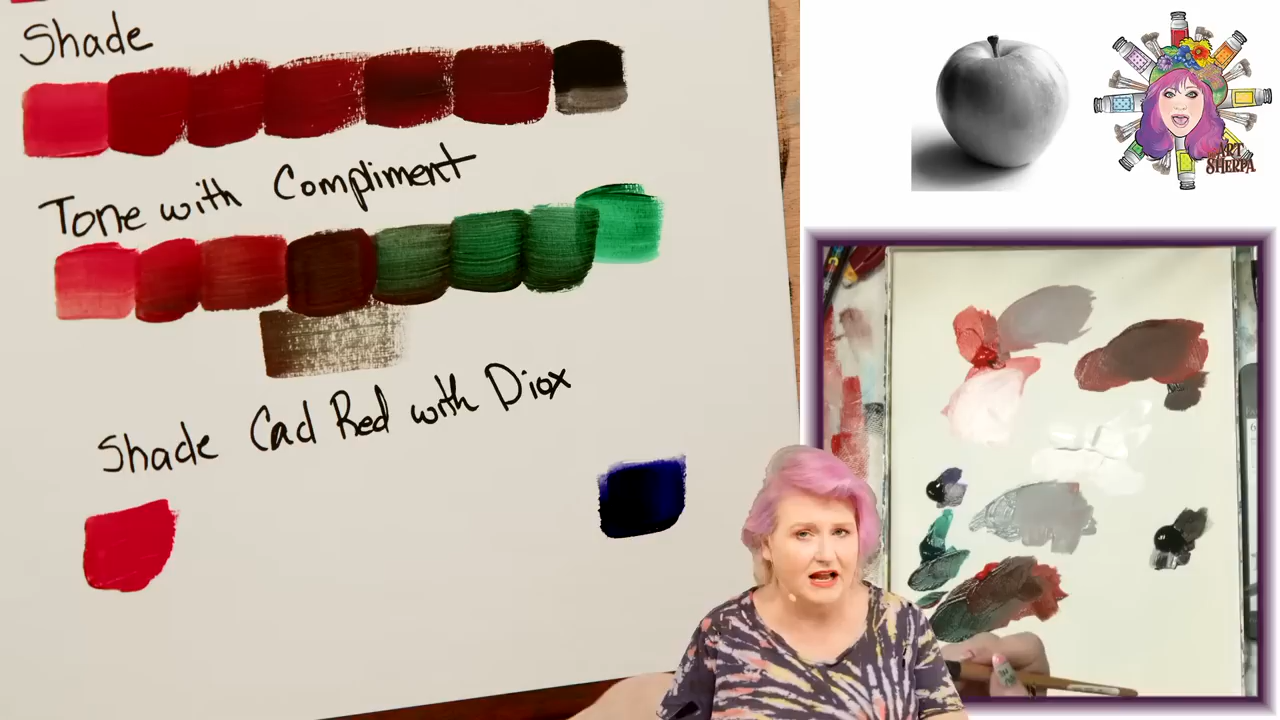 Shade
Tone with Compliment
Shade Cad Red with Diox
ART
SHERPA